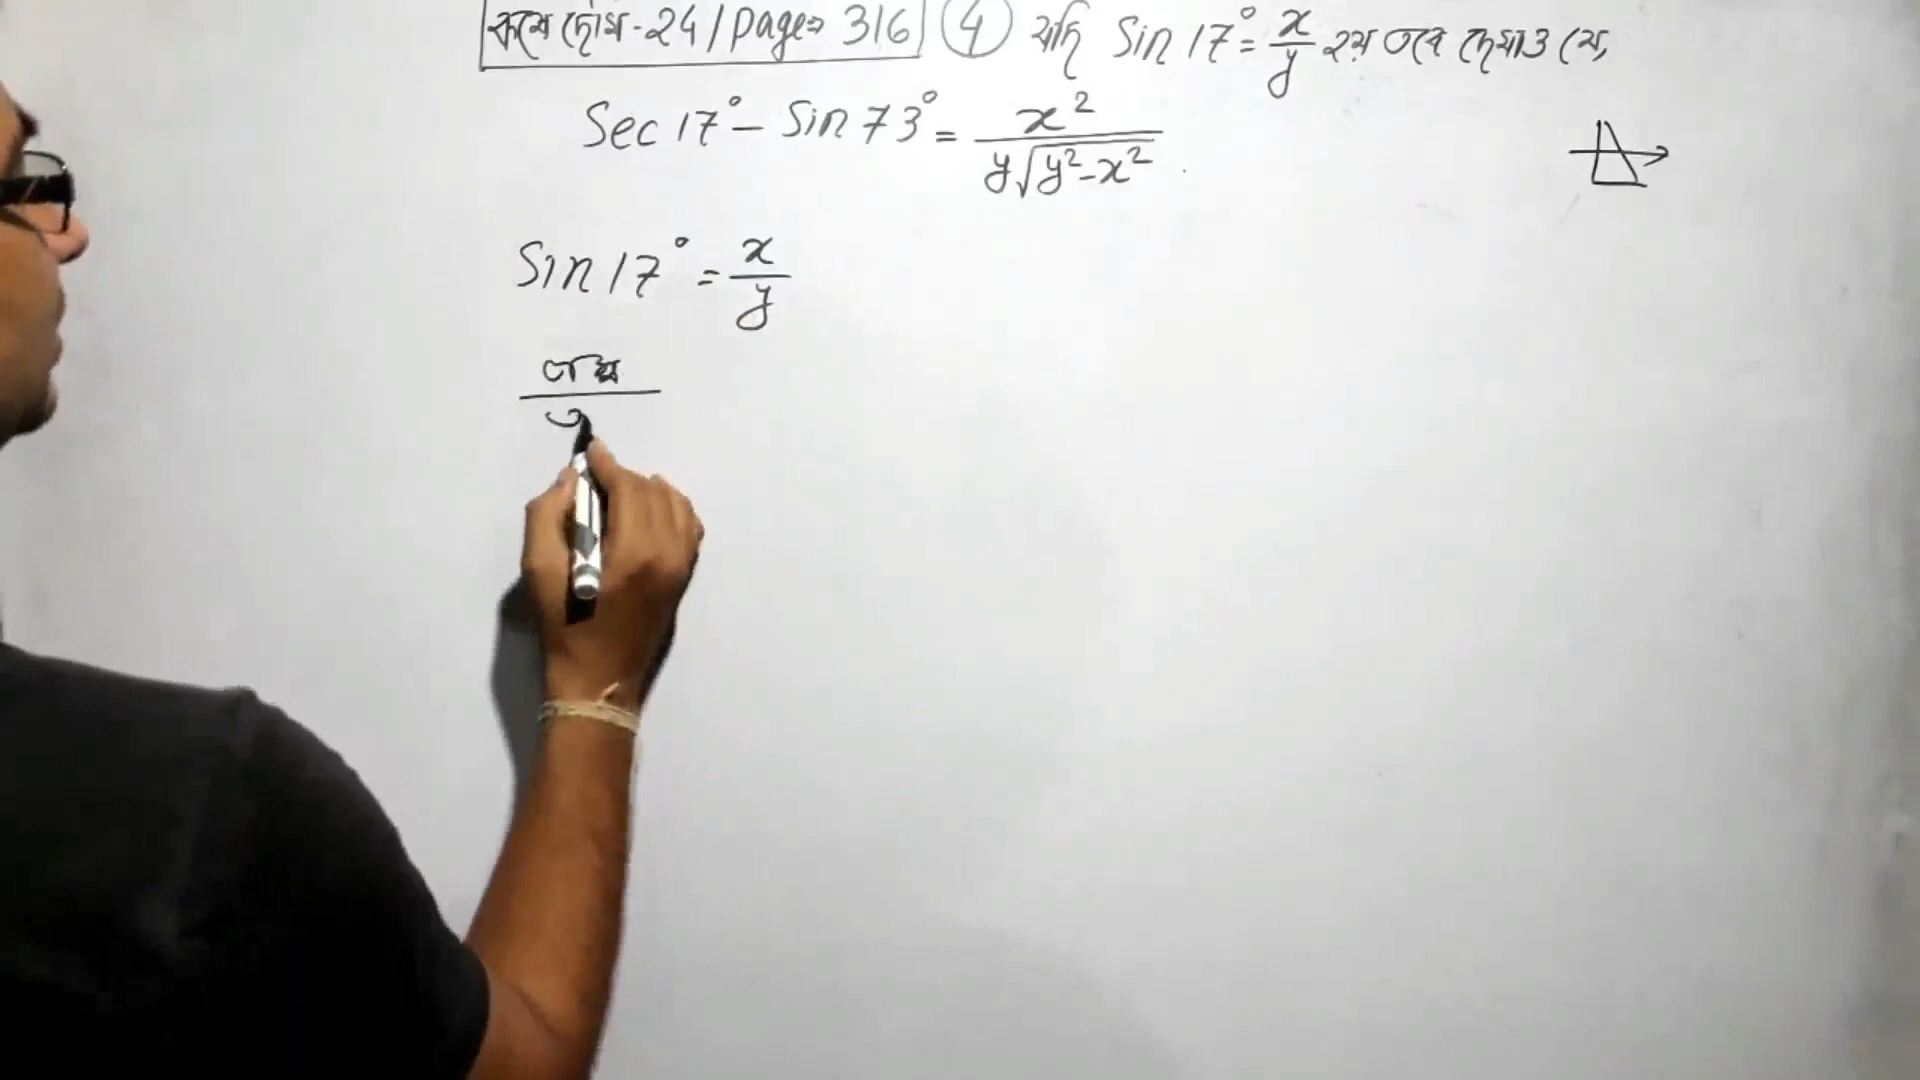 কষে দেখি - 24 / page ⇒ 316 ④ যদি Sin 17° = x/y হয় তবে দেখাও যে,
Sec 17° - Sin 73° = x²/y√y²-x²
Sin 17° = x/y